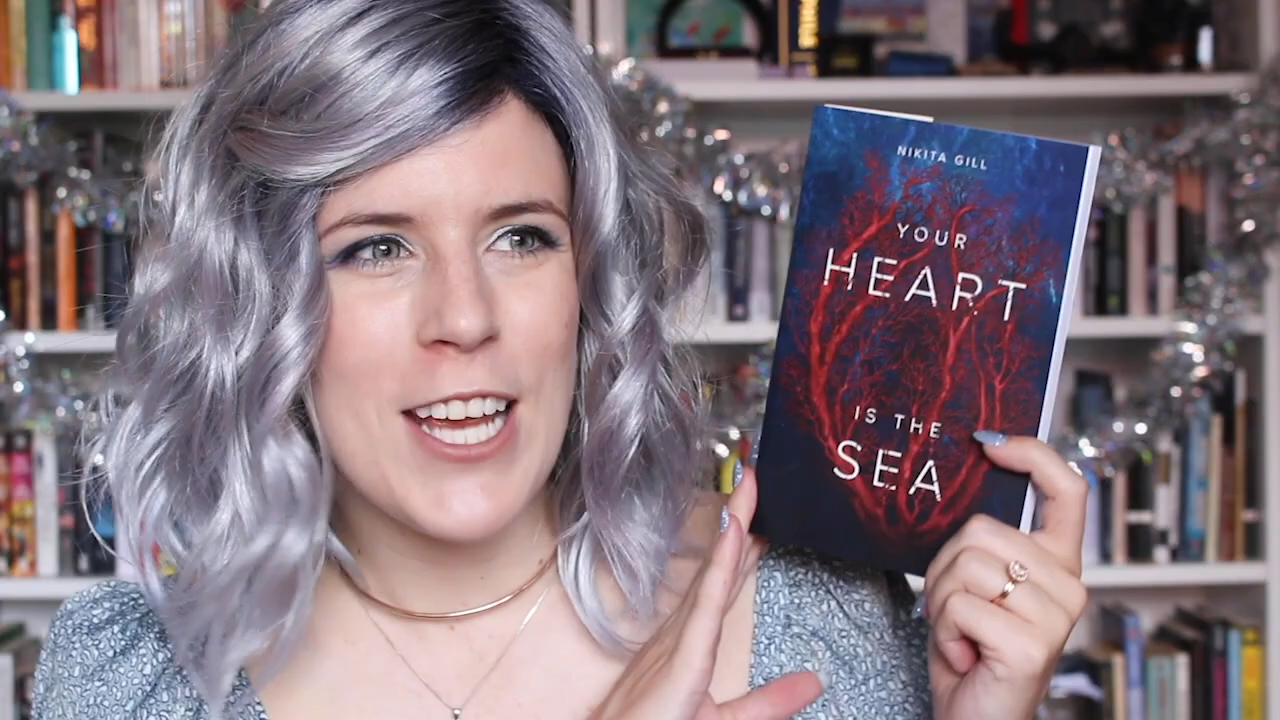 NIKITA GILL
YOUR
HEART
IS THE
SEA